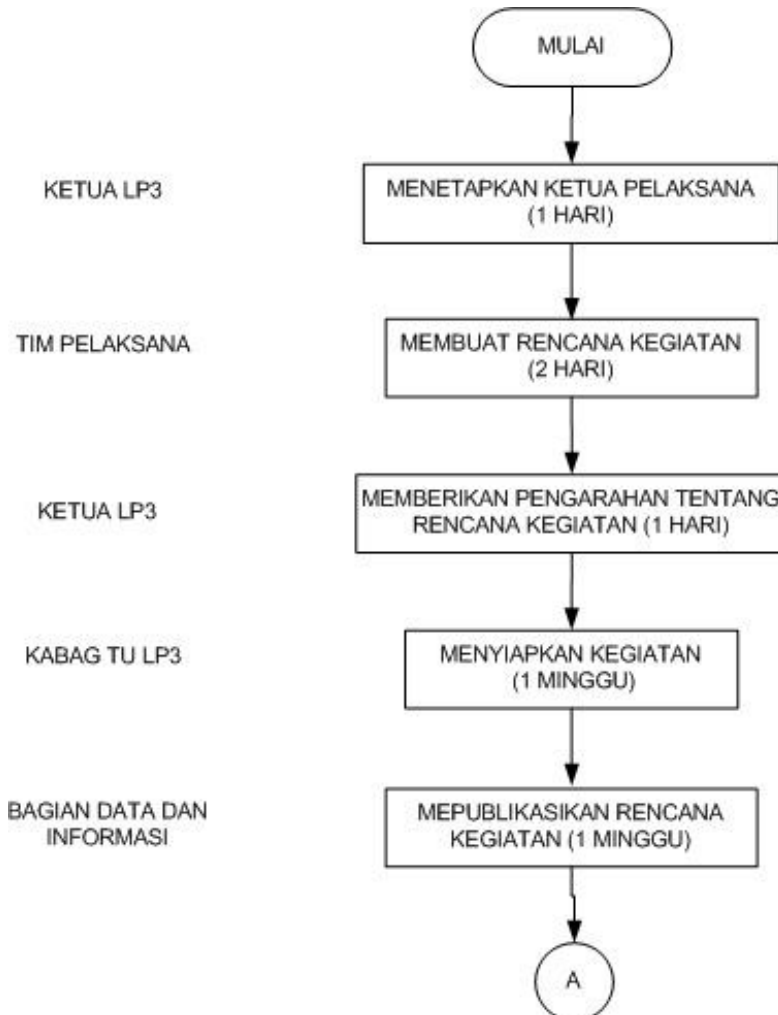 MULAI
KETUA LP3
MENETAPKAN KETUA PELAKSANA
(1 HARI)
TIM PELAKSANA
MEMBUAT RENCANA KEGIATAN
(2 HARI)
KETUA LP3
MEMBERIKAN PENGARAHAN TENTANG
RENCANA KEGIATAN (1 HARI)
KABAG TU LP3
MENYIAPKAN KEGIATAN
(1 MINGGU)
BAGIAN DATA DAN
INFORMASI
MEPUBLIKASIKAN RENCANA
KEGIATAN (1 MINGGU)
A